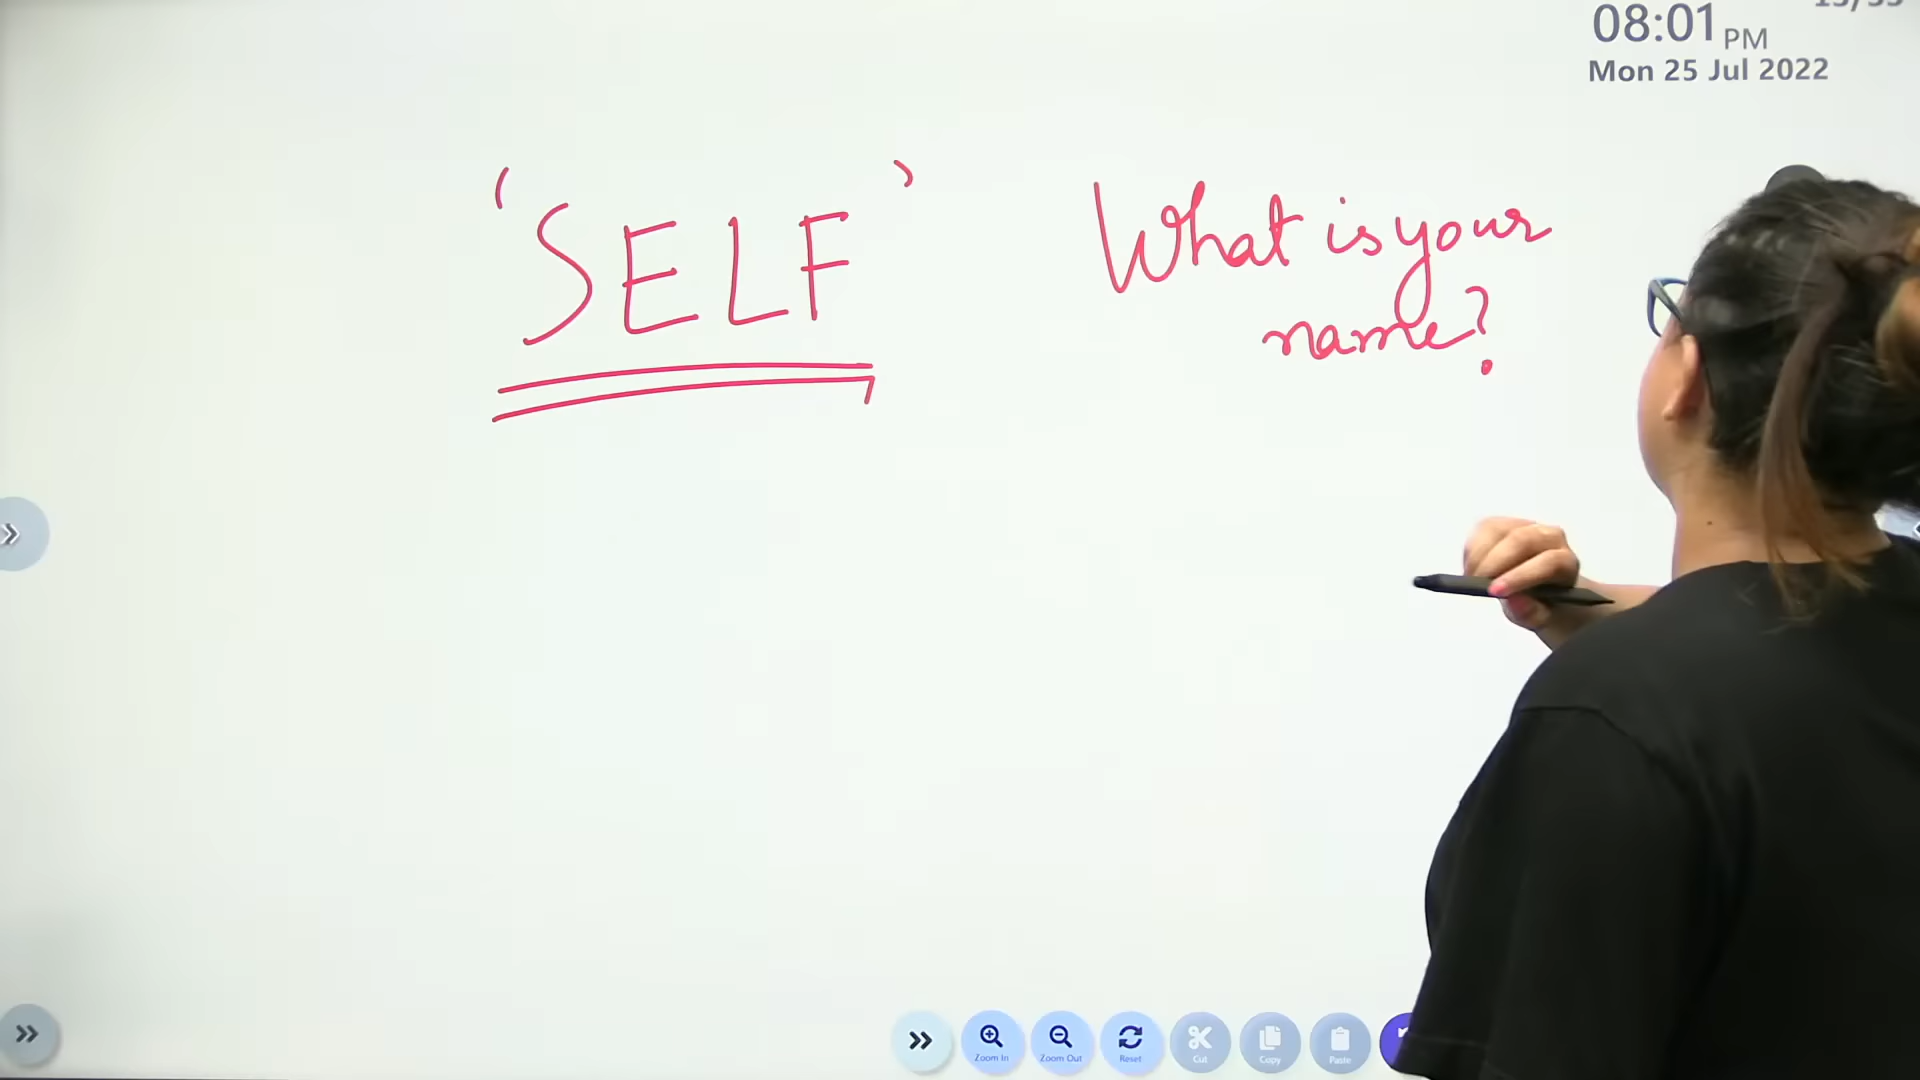 08:01 PM
Mon 25 Jul 2022
'SELF'
What is your
name?
Zoom In
Zoom Out
Reset
Cut
Copy
Paste